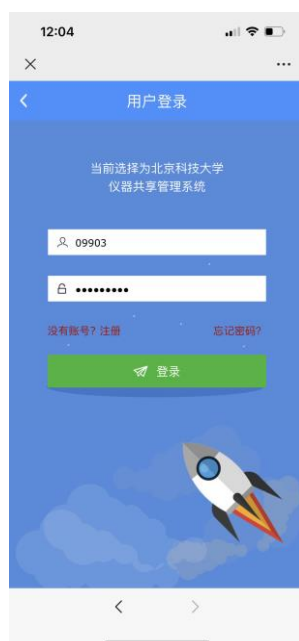 12:04
用户登录
当前选择为北京科技大学
仪器共享管理系统
09903
•••••••••
没有账号? 注册
忘记密码?
登录